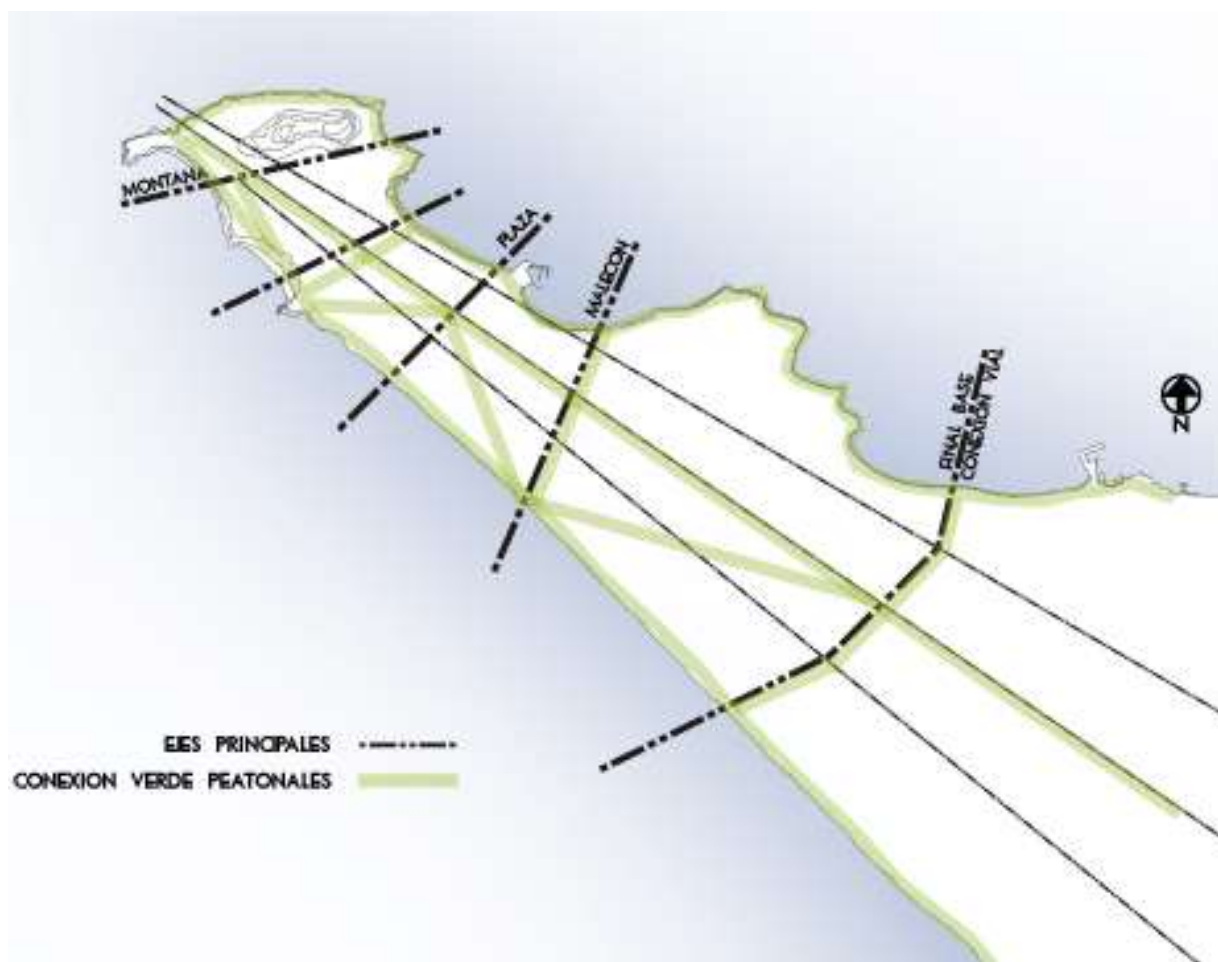 MONTAÑA
PLAZA
MALECON
FINAL BASE
CONEXION VIAL
N
EJES PRINCIPALES
CONEXION VERDE PEATONALES